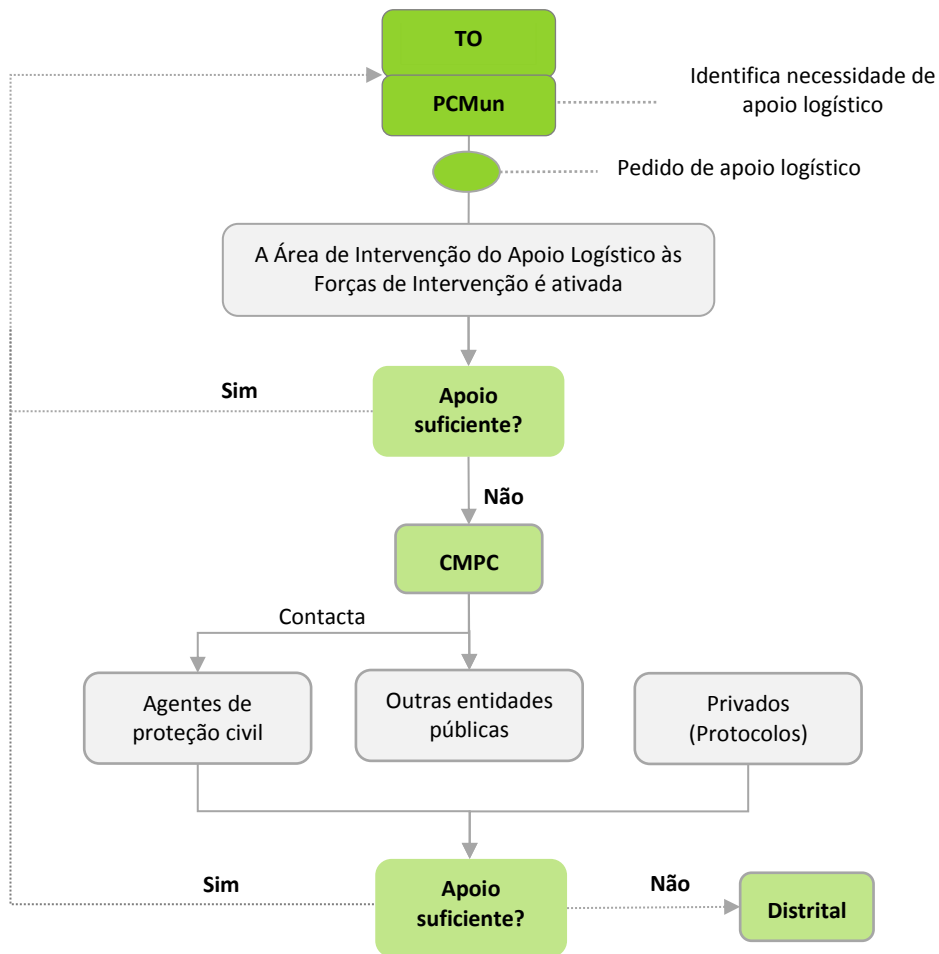 TO
PCMun
Identifica necessidade de
apoio logístico
Pedido de apoio logístico
A Área de Intervenção do Apoio Logístico às
Forças de Intervenção é ativada
Sim
Apoio
suficiente?
Não
CMPC
Contacta
Agentes de
proteção civil
Outras entidades
públicas
Privados
(Protocolos)
Sim
Apoio
suficiente?
Não
Distrital